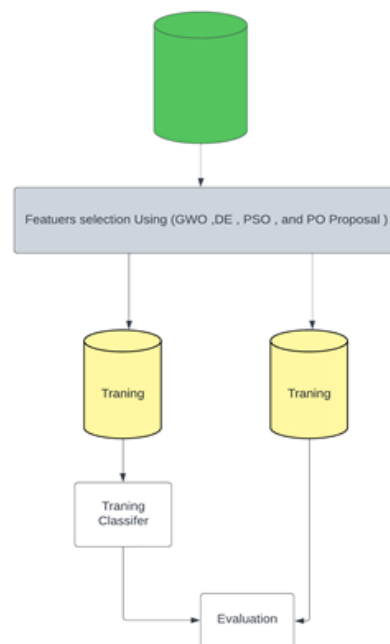 Featuers selection Using (GWO ,DE , PSO , and PO Proposal )
Traning
Traning
Traning
Classifer
Evaluation